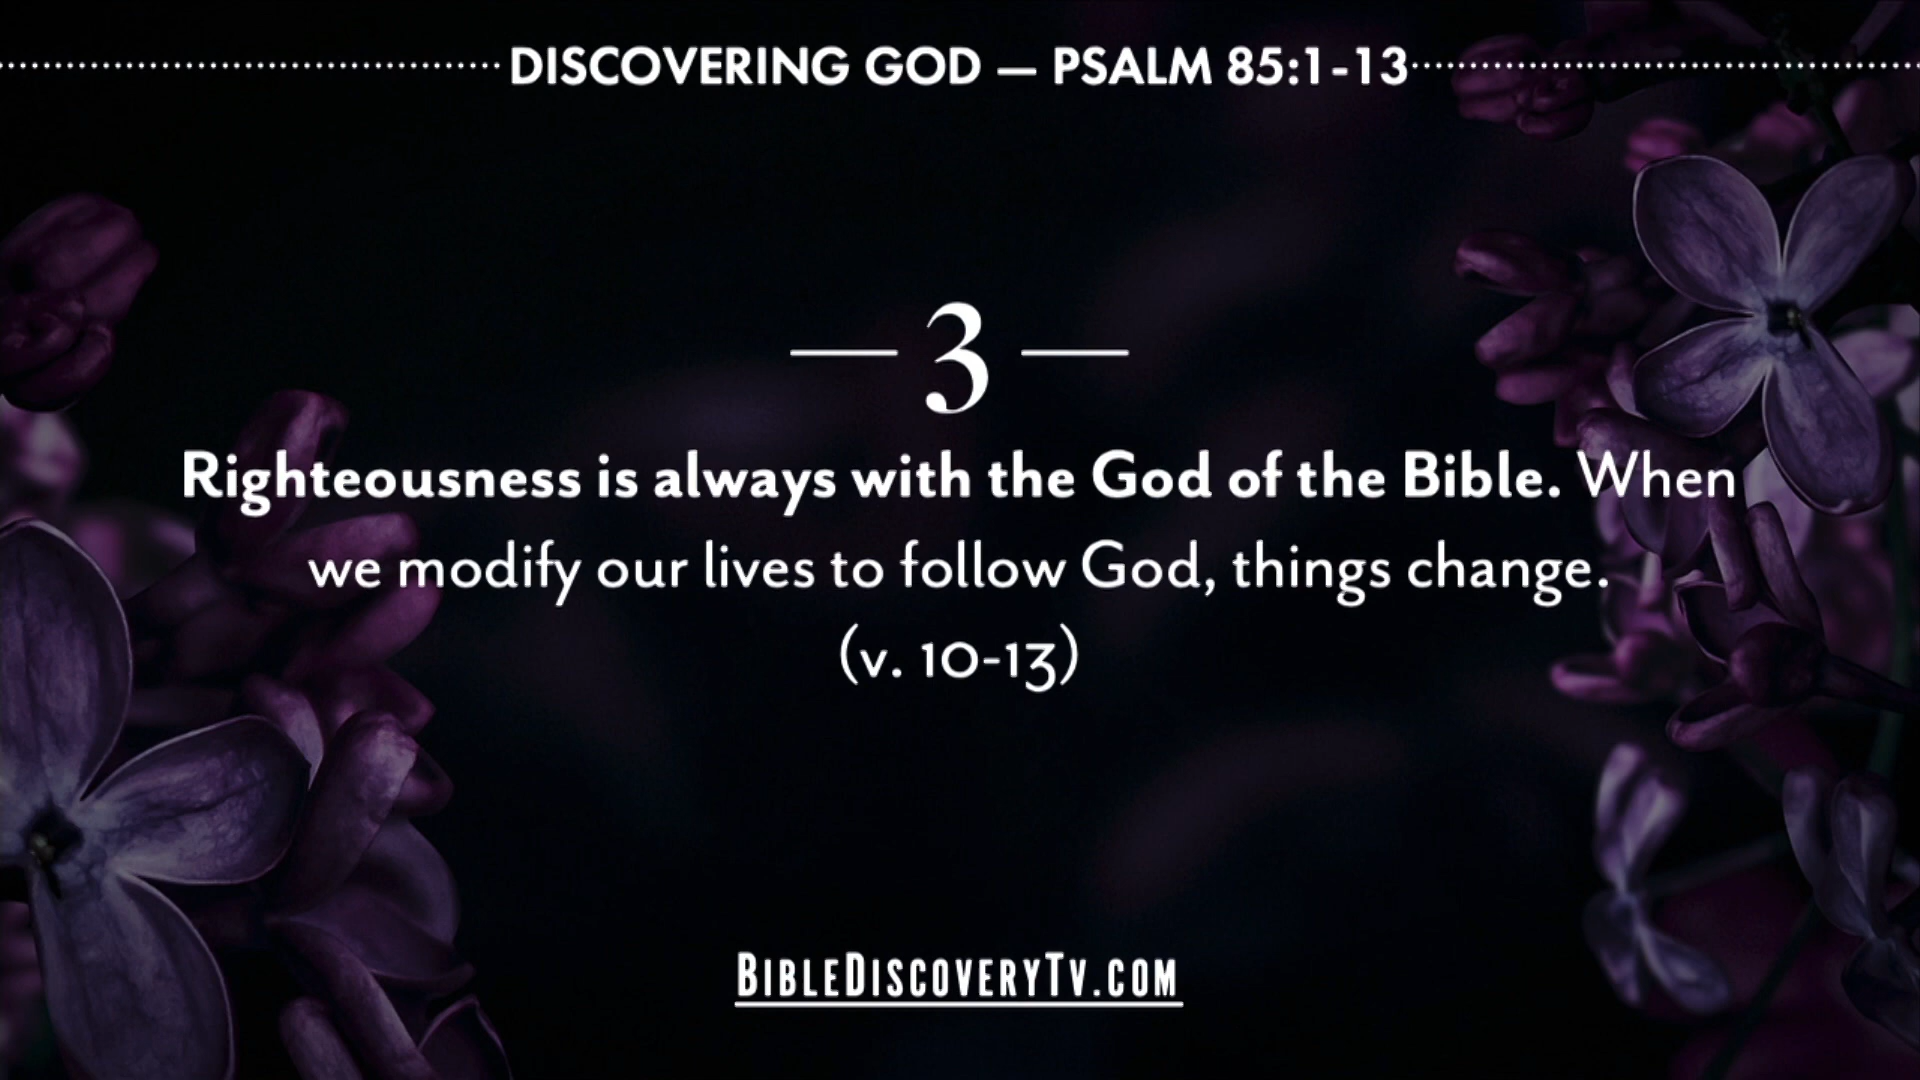 DISCOVERING GOD — PSALM 85:1-13
3
Righteousness is always with the God of the Bible. When
we modify our lives to follow God, things change.
(v. 10-13)
BIBLEDISCOVERYTV.COM